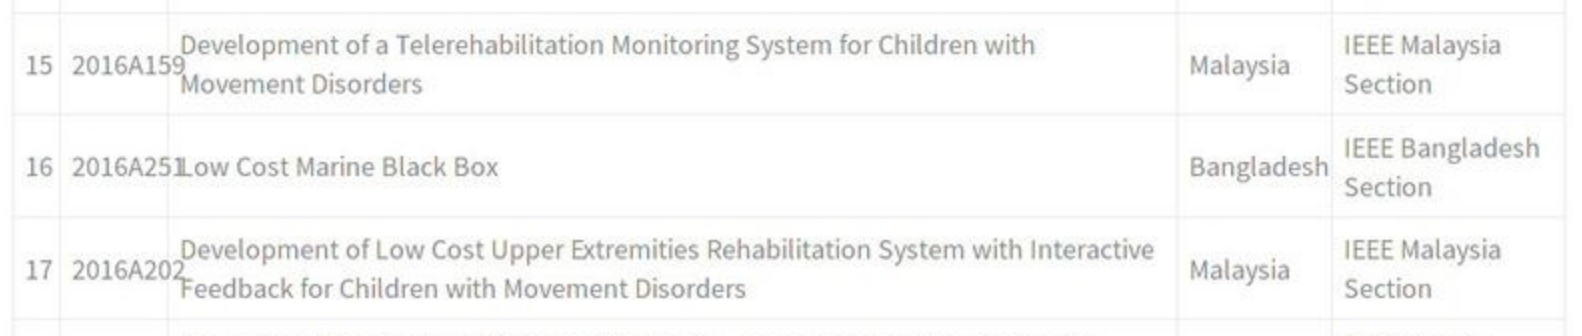 15 2016A159 Development of a Telerehabilitation Monitoring System for Children with
Movement Disorders Malaysia IEEE Malaysia
Section
16 2016A251 Low Cost Marine Black Box Bangladesh IEEE Bangladesh
Section
17 2016A202 Development of Low Cost Upper Extremities Rehabilitation System with Interactive
Feedback for Children with Movement Disorders Malaysia IEEE Malaysia
Section